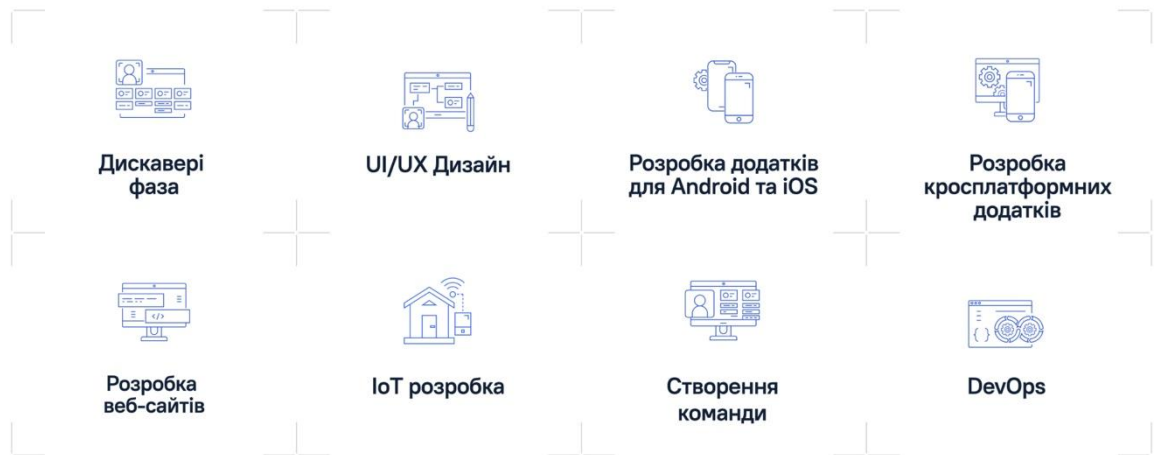 Дискавері
фаза
UI/UX Дизайн
Розробка додатків
для Android та iOS
Розробка
кросплатформних
додатків
Розробка
веб-сайтів
IoT розробка
Створення
команди
DevOps